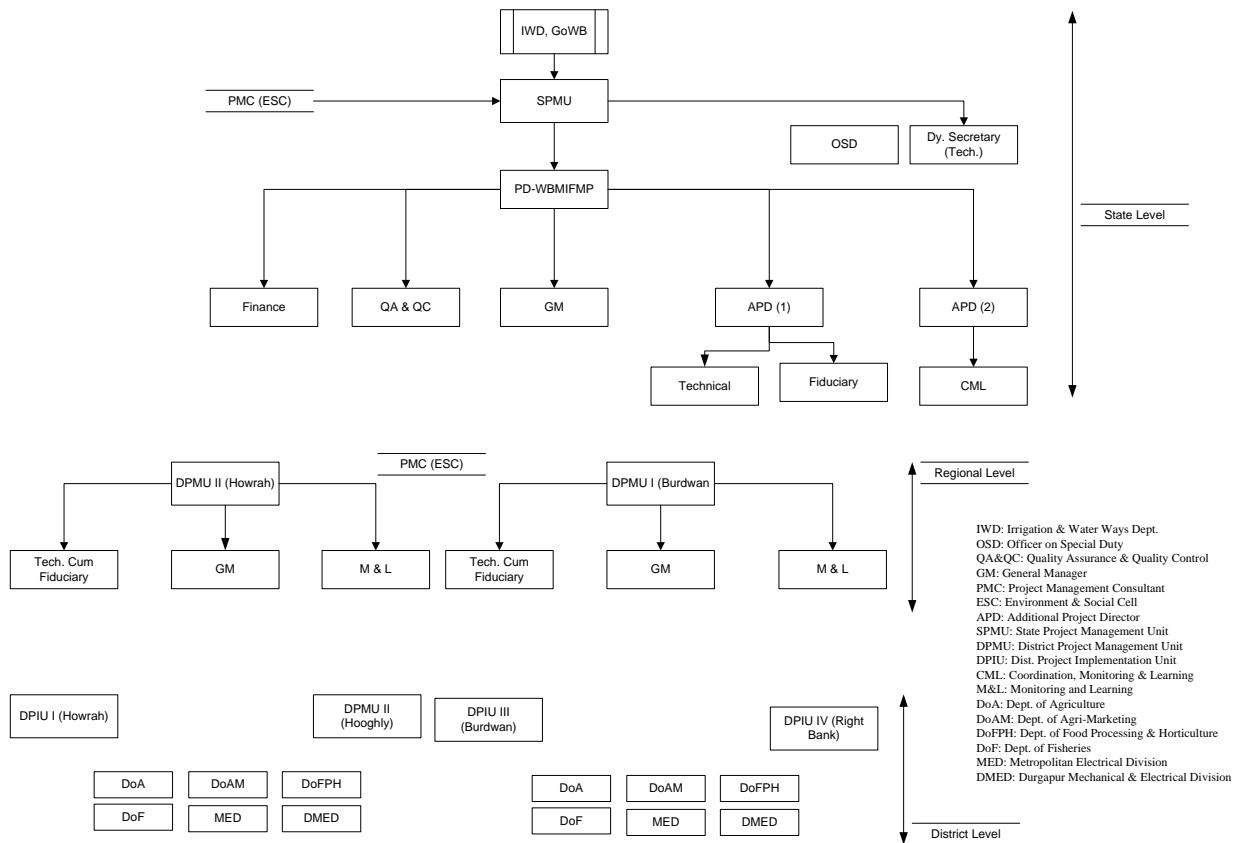 IWD, GoWB
PMC (ESC)
SPMU
OSD
Dy. Secretary
(Tech.)
PD-WBMIFMP
State Level
Finance
QA & QC
GM
APD (1)
APD (2)
Technical
Fiduciary
CML
DPMU II (Howrah)
PMC (ESC)
DPMU I (Burdwan
Regional Level
Tech. Cum
Fiduciary
GM
M & L
Tech. Cum
Fiduciary
GM
M & L
IWD: Irrigation & Water Ways Dept.
OSD: Officer on Special Duty
QA&QC: Quality Assurance & Quality Control
GM: General Manager
PMC: Project Management Consultant
ESC: Environment & Social Cell
APD: Additional Project Director
SPMU: State Project Management Unit
DPMU: District Project Management Unit
DPIU: Dist. Project Implementation Unit
CML: Coordination, Monitoring & Learning
M&L: Monitoring and Learning
DoA: Dept. of Agriculture
DoAM: Dept. of Agri-Marketing
DoFPH: Dept. of Food Processing & Horticulture
DoF: Dept. of Fisheries
MED: Metropolitan Electrical Division
DMED: Durgapur Mechanical & Electrical Division
DPIU I (Howrah)
DPMU II
(Hooghly)
DPIU III
(Burdwan)
DPIU IV (Right
Bank)
DoA
DoAM
DoFPH
DoA
DoAM
DoFPH
DoF
MED
DMED
DoF
MED
DMED
District Level